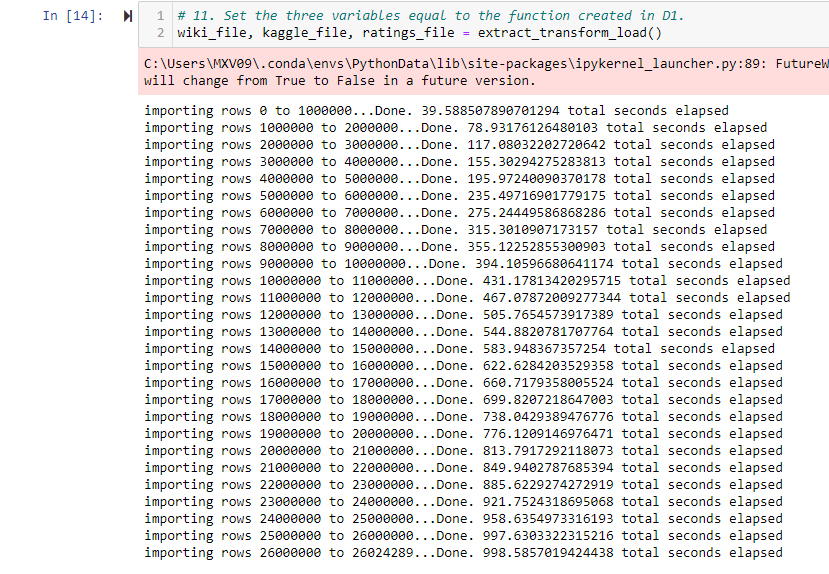 In [14]:
1 # 11. Set the three variables equal to the function created in D1.
2 wiki_file, kaggle_file, ratings_file = extract_transform_load()
C:\Users\MXV09\.conda\envs\PythonData\lib\site-packages\ipykernel_launcher.py:89: FutureW
will change from True to False in a future version.
importing rows 0 to 1000000...Done. 39.588507890701294 total seconds elapsed
importing rows 1000000 to 2000000...Done. 78.93176126480103 total seconds elapsed
importing rows 2000000 to 3000000...Done. 117.08032202720642 total seconds elapsed
importing rows 3000000 to 4000000...Done. 155.30294275283813 total seconds elapsed
importing rows 4000000 to 5000000...Done. 195.97240090370178 total seconds elapsed
importing rows 5000000 to 6000000...Done. 235.49716901779175 total seconds elapsed
importing rows 6000000 to 7000000...Done. 275.24449586868286 total seconds elapsed
importing rows 7000000 to 8000000...Done. 315.3010907173157 total seconds elapsed
importing rows 8000000 to 9000000...Done. 355.12252855300903 total seconds elapsed
importing rows 9000000 to 10000000...Done. 394.10596680641174 total seconds elapsed
importing rows 10000000 to 11000000...Done. 431.17813420295715 total seconds elapsed
importing rows 11000000 to 12000000...Done. 467.07872009277344 total seconds elapsed
importing rows 12000000 to 13000000...Done. 505.7654573917389 total seconds elapsed
importing rows 13000000 to 14000000...Done. 544.8820781707764 total seconds elapsed
importing rows 14000000 to 15000000...Done. 583.948367357254 total seconds elapsed
importing rows 15000000 to 16000000...Done. 622.6284203529358 total seconds elapsed
importing rows 16000000 to 17000000...Done. 660.7179358005524 total seconds elapsed
importing rows 17000000 to 18000000...Done. 699.8207218647003 total seconds elapsed
importing rows 18000000 to 19000000...Done. 738.0429389476776 total seconds elapsed
importing rows 19000000 to 20000000...Done. 776.1209146976471 total seconds elapsed
importing rows 20000000 to 21000000...Done. 813.7917292118073 total seconds elapsed
importing rows 21000000 to 22000000...Done. 849.9402787685394 total seconds elapsed
importing rows 22000000 to 23000000...Done. 885.6229274272919 total seconds elapsed
importing rows 23000000 to 24000000...Done. 921.7524318695068 total seconds elapsed
importing rows 24000000 to 25000000...Done. 958.6354973316193 total seconds elapsed
importing rows 25000000 to 26000000...Done. 997.6303322315216 total seconds elapsed
importing rows 26000000 to 26024289...Done. 998.5857019424438 total seconds elapsed